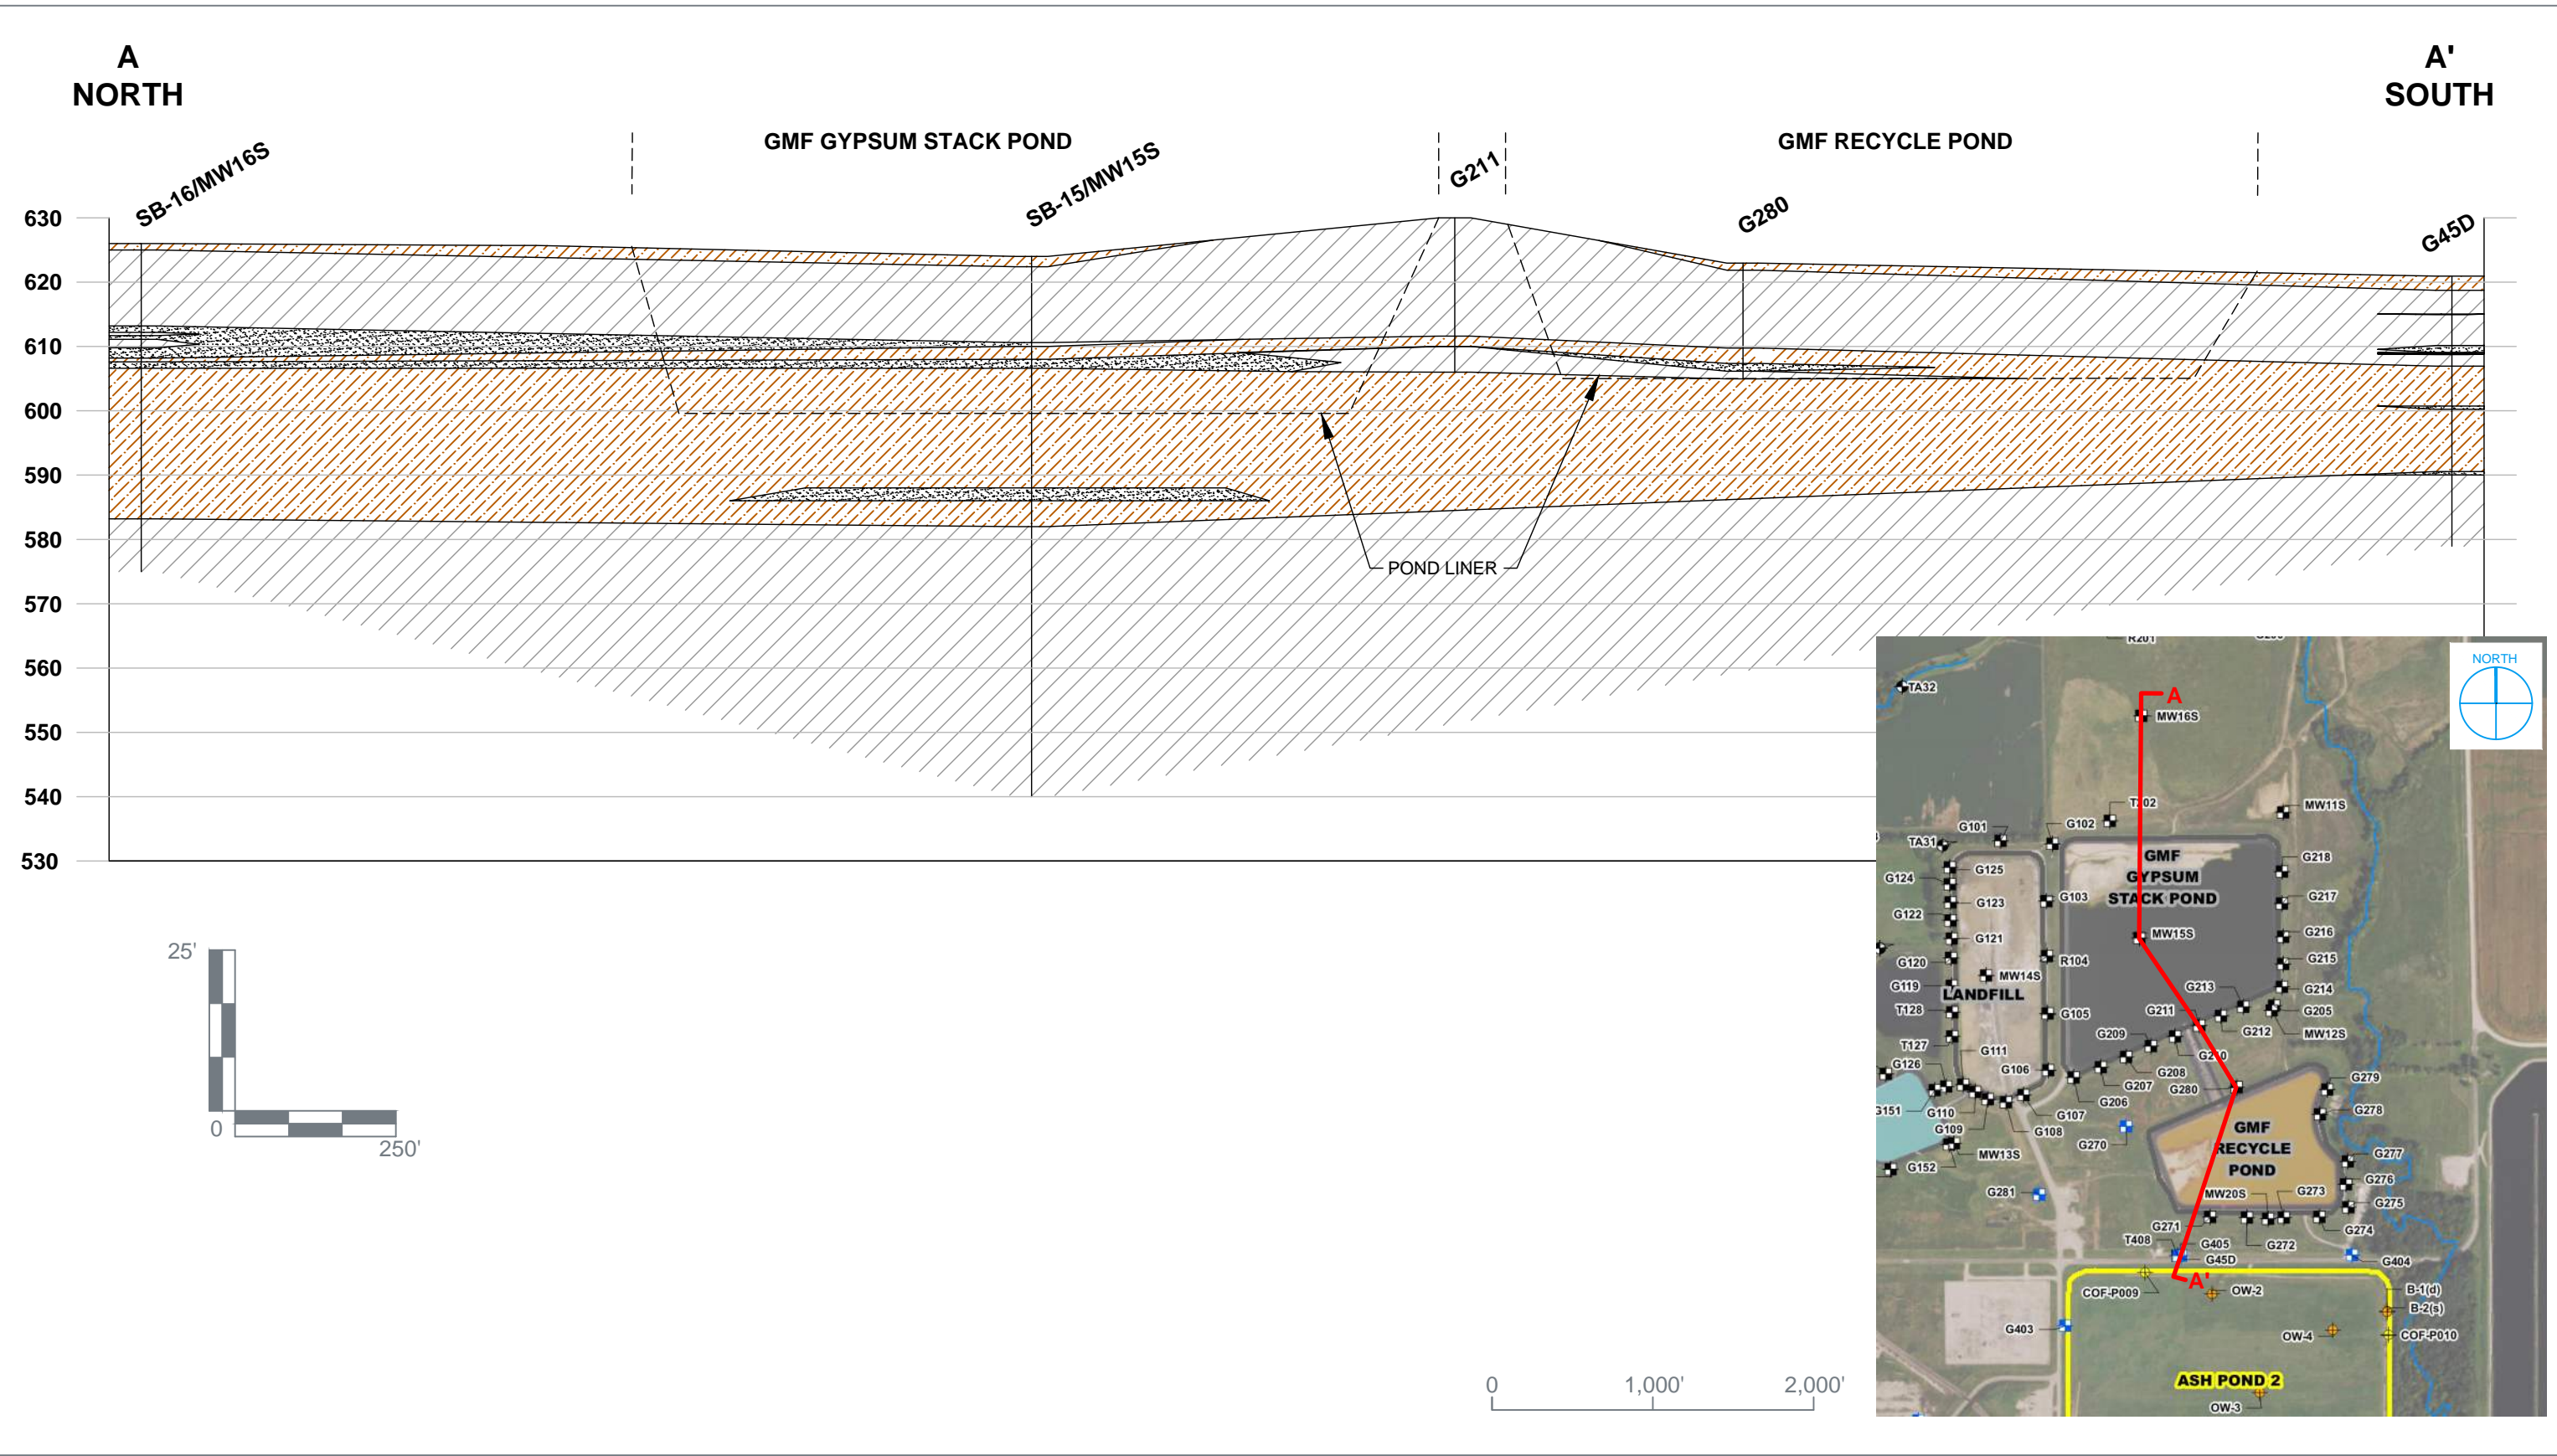 A
NORTH
A'
SOUTH
GMF GYPSUM STACK POND
GMF RECYCLE POND
SB-16/MW16S
SB-15/MW15S
G211
G280
G45D
630
620
610
600
590
580
570
560
550
540
530
POND LINER
25'
0
250'
0
1,000'
2,000'
NORTH
R201
TA32
A
MW16S
T202
MW11S
G101
G102
TA31
G125
G124
G123
G122
G121
G120
G119
T128
T127
G126
G103
R104
G105
G106
MW14S
LANDFILL
GMF
GYPSUM
STACK POND
MW15S
G218
G217
G216
G215
G214
G213
G205
G211
G212
MW12S
G209
G210
G208
G207
G206
G280
G279
G278
G111
G151
G110
G109
G107
G108
G270
MW13S
G152
G281
GMF
RECYCLE
POND
G277
G276
G275
MW20S
G273
G271
G272
G274
T408
G405
G45D
G404
A'
COF-P009
OW-2
B-1(d)
B-2(s)
G403
OW-4
COF-P010
ASH POND 2
OW-3